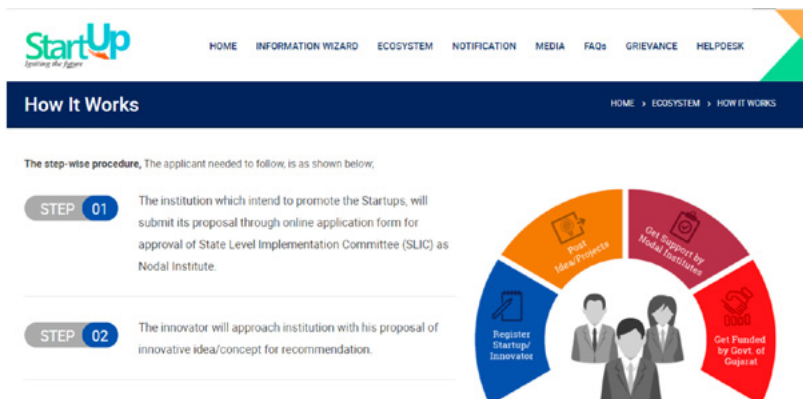 StartUp
Igniting the future
HOME INFORMATION WIZARD ECOSYSTEM NOTIFICATION MEDIA FAQs GRIEVANCE HELPDESK
How It Works
HOME > ECOSYSTEM > HOW IT WORKS
The step-wise procedure, The applicant needed to follow, is as shown below;
STEP 01
The institution which intend to promote the Startups, will
submit its proposal through online application form for
approval of State Level Implementation Committee (SLIC) as
Nodal Institute.
STEP 02
The innovator will approach institution with his proposal of
innovative idea/concept for recommendation.
Register
Startup/
Innovator
Post
Idea/Projects
Get Support by
Nodal Institutes
Get Funded
by Govt. of
Gujarat